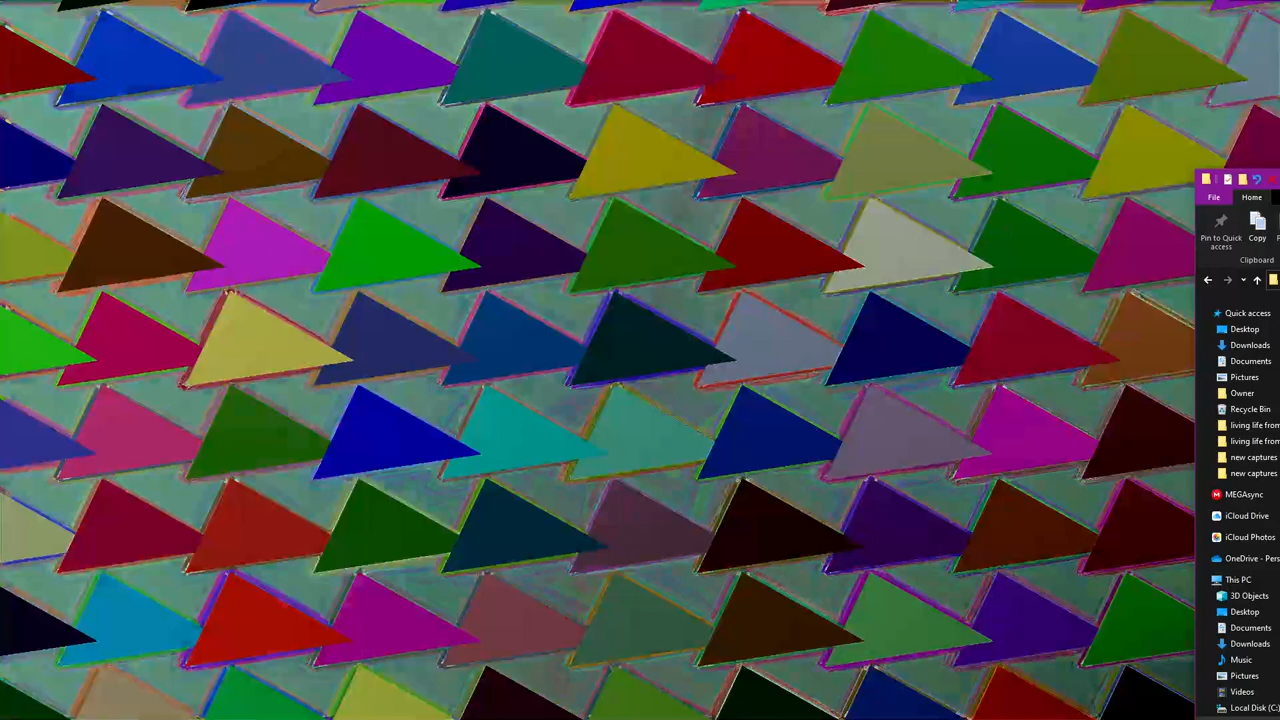 File
Home
Pin to Quick
access
Copy
Clipboard
Quick access
Desktop
Downloads
Documents
Pictures
Owner
Recycle Bin
living life from
living life from
new captures
new captures
MEGAsync
iCloud Drive
iCloud Photos
OneDrive - Pers
This PC
3D Objects
Desktop
Documents
Downloads
Music
Pictures
Videos
Local Disk (C:)